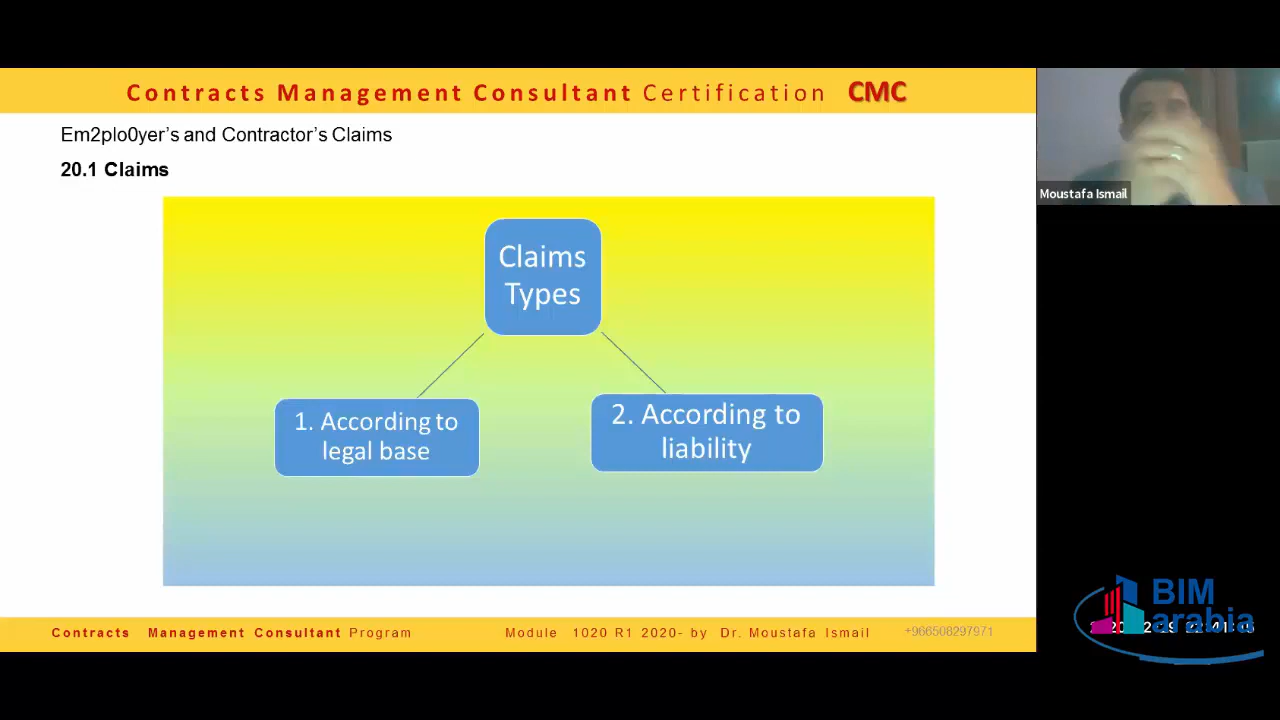 Contracts Management Consultant Certification CMC
Em2plo0yer’s and Contractor’s Claims
20.1 Claims
Claims
Types
1. According to
legal base
2. According to
liability
Moustafa Ismail
Contracts Management Consultant Program
Module 1020 R1 2020- by Dr. Moustafa Ismail
+966508297971
BIM
arabia